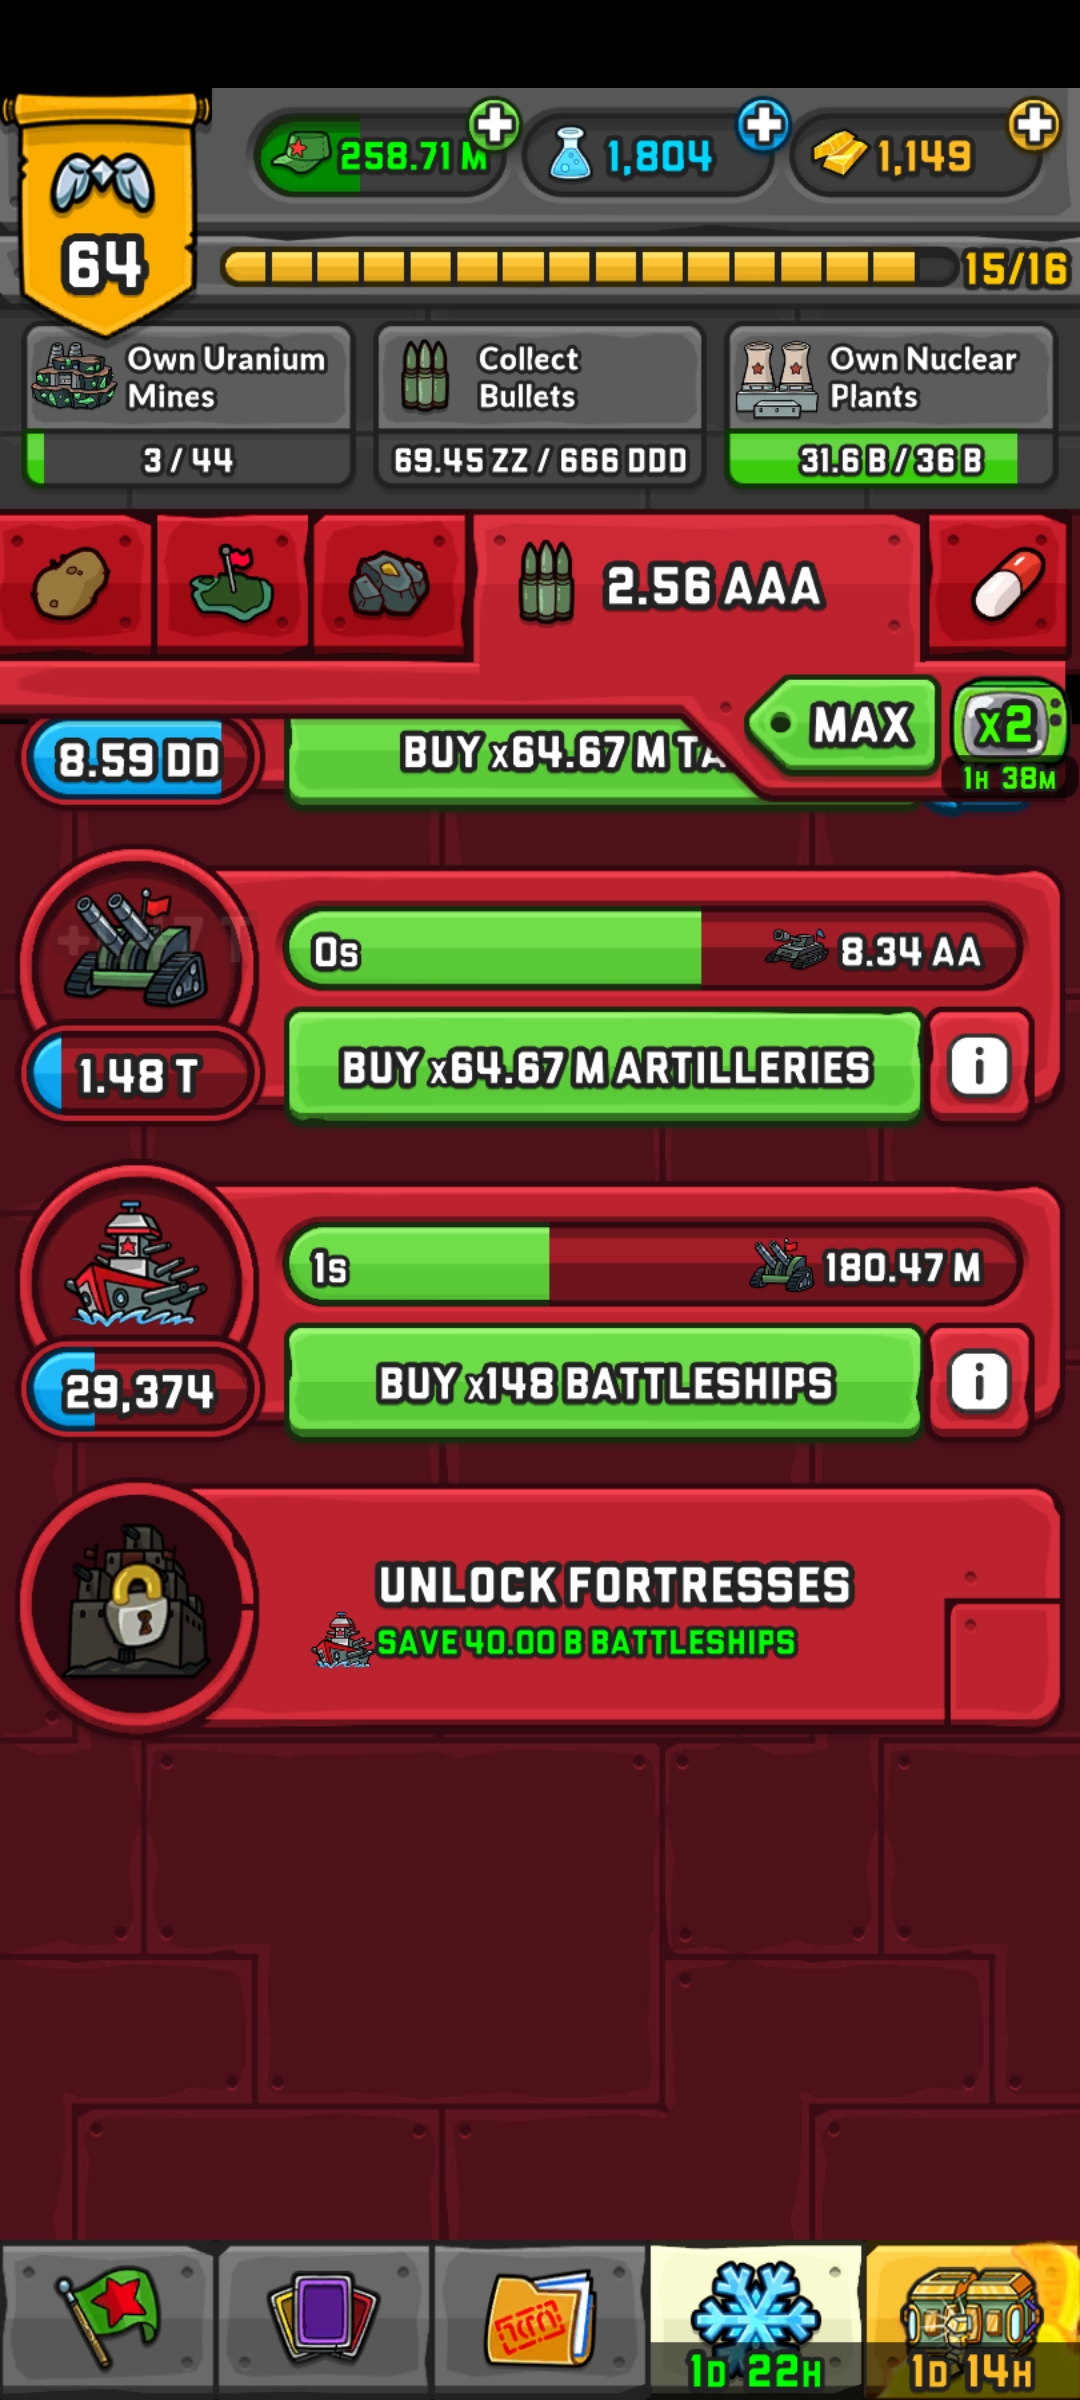 258.71 M
1,804
1,149
64
15/16
Own Uranium
Mines
Collect
Bullets
Own Nuclear
Plants
3 / 44
69.45 ZZ / 666 DDD
31.6 B / 36 B
2.56 AAA
MAX
x2
1H 38M
8.59 DD
BUY x64.67 M TA
0s
8.34 AA
1.48 T
BUY x64.67 M ARTILLERIES
i
1s
180.47 M
29,374
BUY x148 BATTLESHIPS
i
UNLOCK FORTRESSES
SAVE 40.00 B BATTLESHIPS
1D 22H
1D 14H